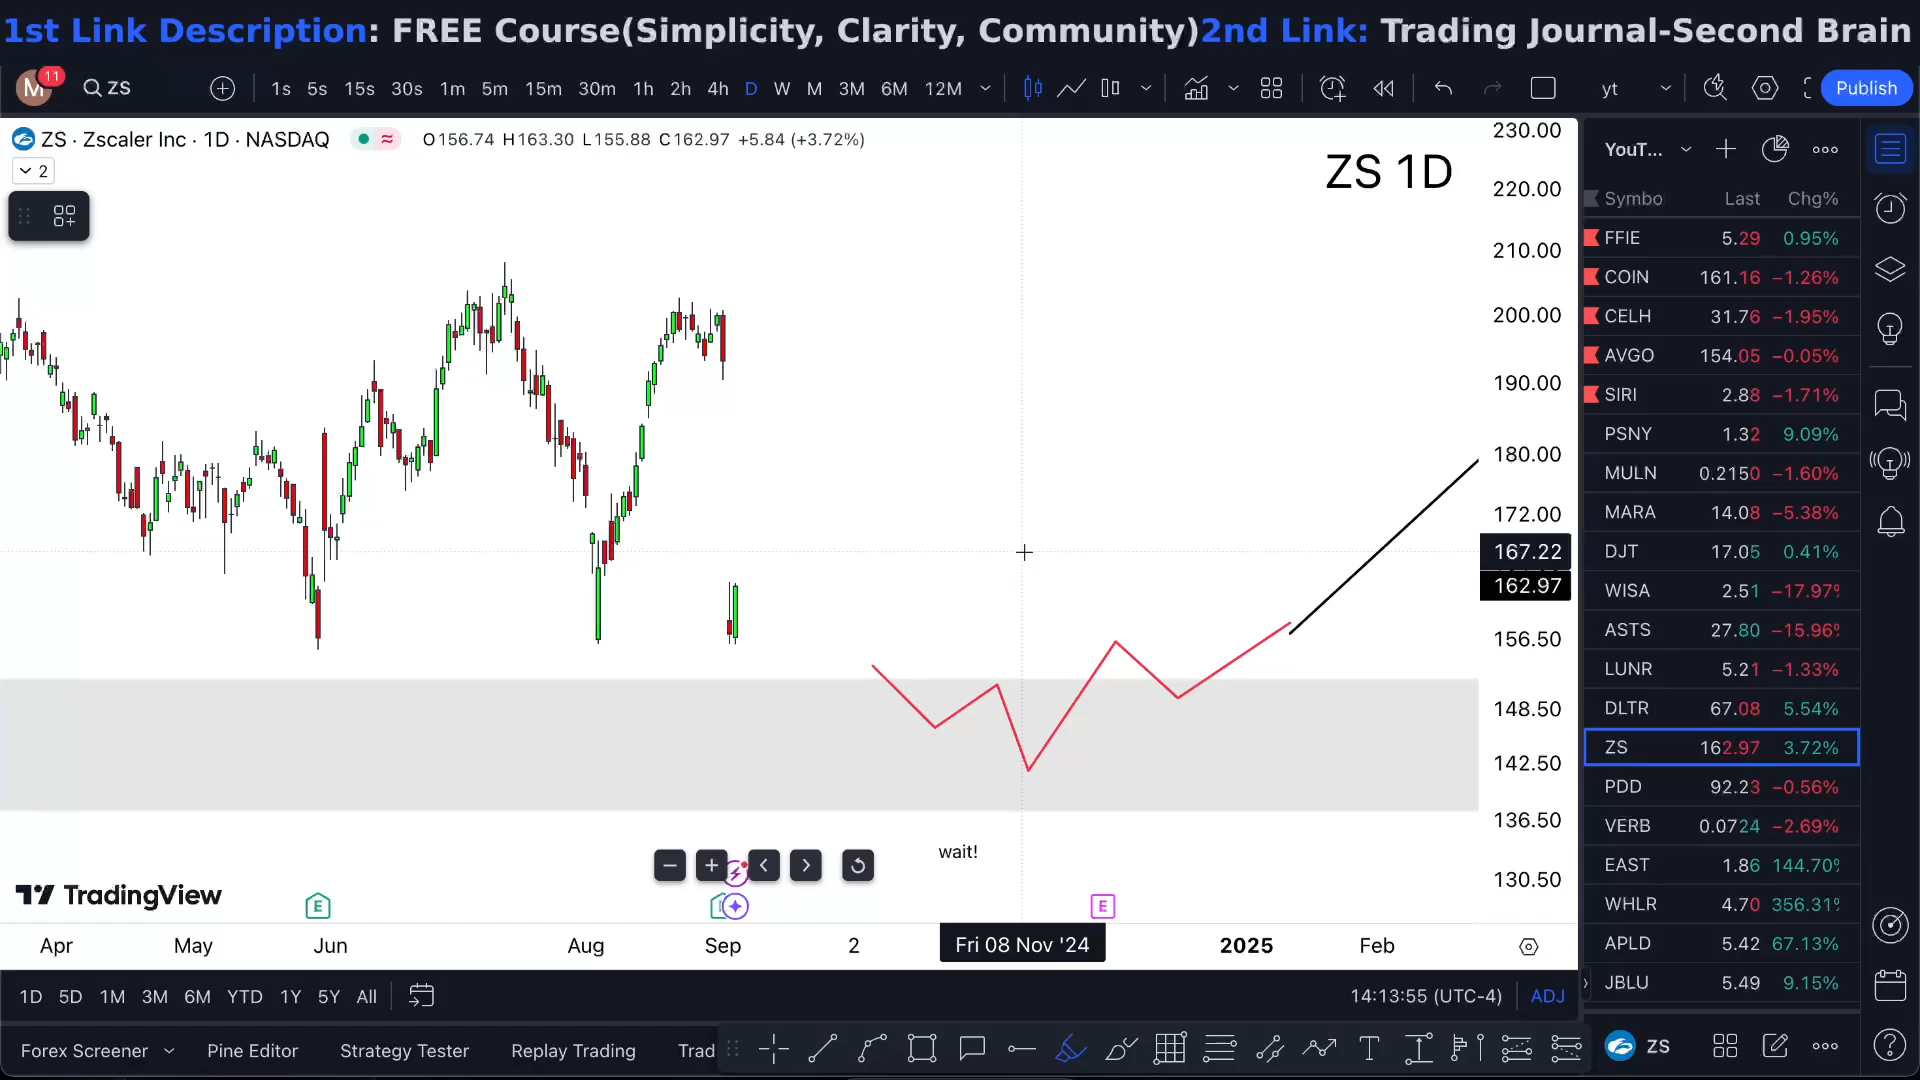 1st Link Description: FREE Course(Simplicity, Clarity, Community)2nd Link: Trading Journal-Second Brain
M 11 ZS 1s 5s 15s 30s 1m 5m 15m 30m 1h 2h 4h D W M 3M 6M 12M yt Publish
ZS · Zscaler Inc · 1D · NASDAQ O156.74 H163.30 L155.88 C162.97 +5.84 (+3.72%)
2
ZS 1D
230.00
220.00
210.00
200.00
190.00
180.00
172.00
167.22
162.97
156.50
148.50
142.50
136.50
130.50
wait!
TradingView
E
E
Apr May Jun Aug Sep 2 Fri 08 Nov '24 2025 Feb
1D 5D 1M 3M 6M YTD 1Y 5Y All 14:13:55 (UTC-4) ADJ
Forex Screener Pine Editor Strategy Tester Replay Trading Trad
YouT...
Symbo Last Chg%
FFIE 5.29 0.95%
COIN 161.16 −1.26%
CELH 31.76 −1.95%
AVGO 154.05 −0.05%
SIRI 2.88 −1.71%
PSNY 1.32 9.09%
MULN 0.2150 −1.60%
MARA 14.08 −5.38%
DJT 17.05 0.41%
WISA 2.51 −17.97%
ASTS 27.80 −15.96%
LUNR 5.21 −1.33%
DLTR 67.08 5.54%
ZS 162.97 3.72%
PDD 92.23 −0.56%
VERB 0.0724 −2.69%
EAST 1.86 144.70%
WHLR 4.70 356.31%
APLD 5.42 67.13%
JBLU 5.49 9.15%
ZS